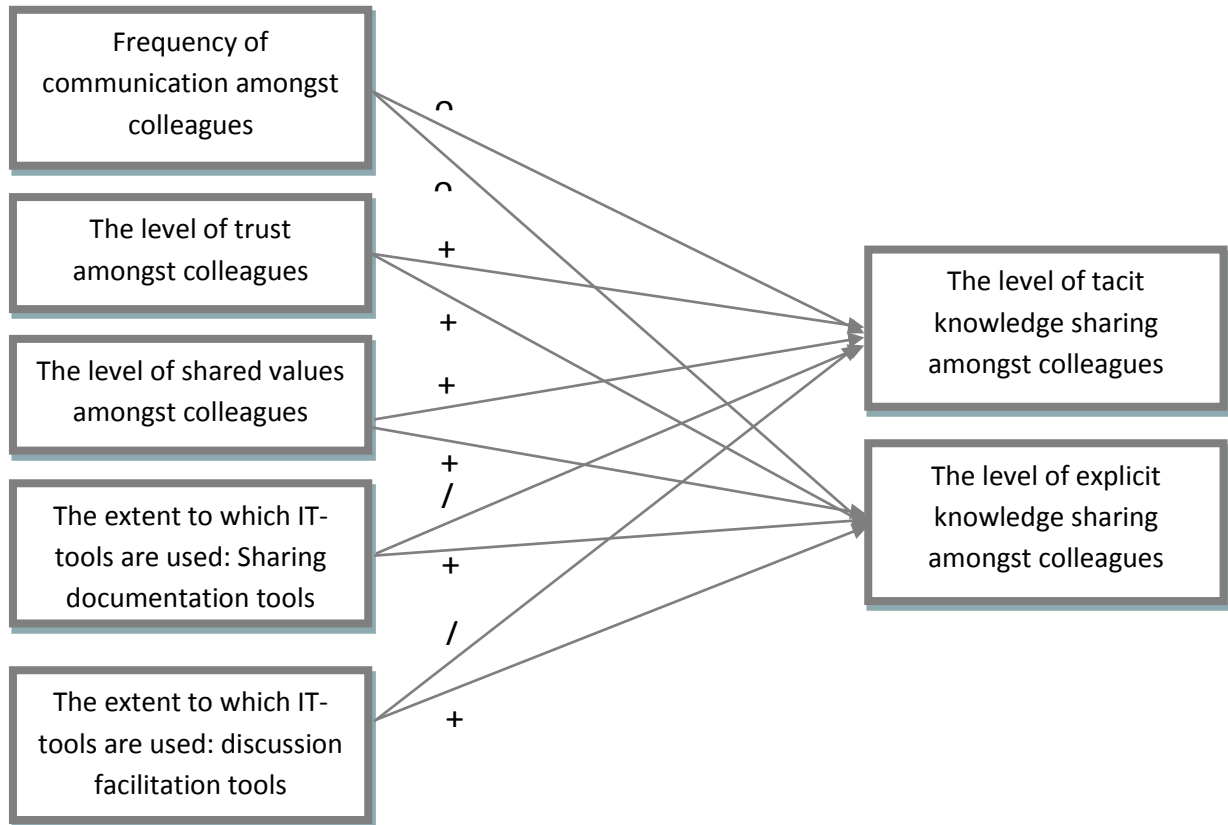 Frequency of
communication amongst
colleagues
∩
∩
The level of trust
amongst colleagues
+
+
The level of shared values
amongst colleagues
+
+
/
The extent to which IT-
tools are used: Sharing
documentation tools
+
/
The extent to which IT-
tools are used: discussion
facilitation tools
+
The level of tacit
knowledge sharing
amongst colleagues
The level of explicit
knowledge sharing
amongst colleagues